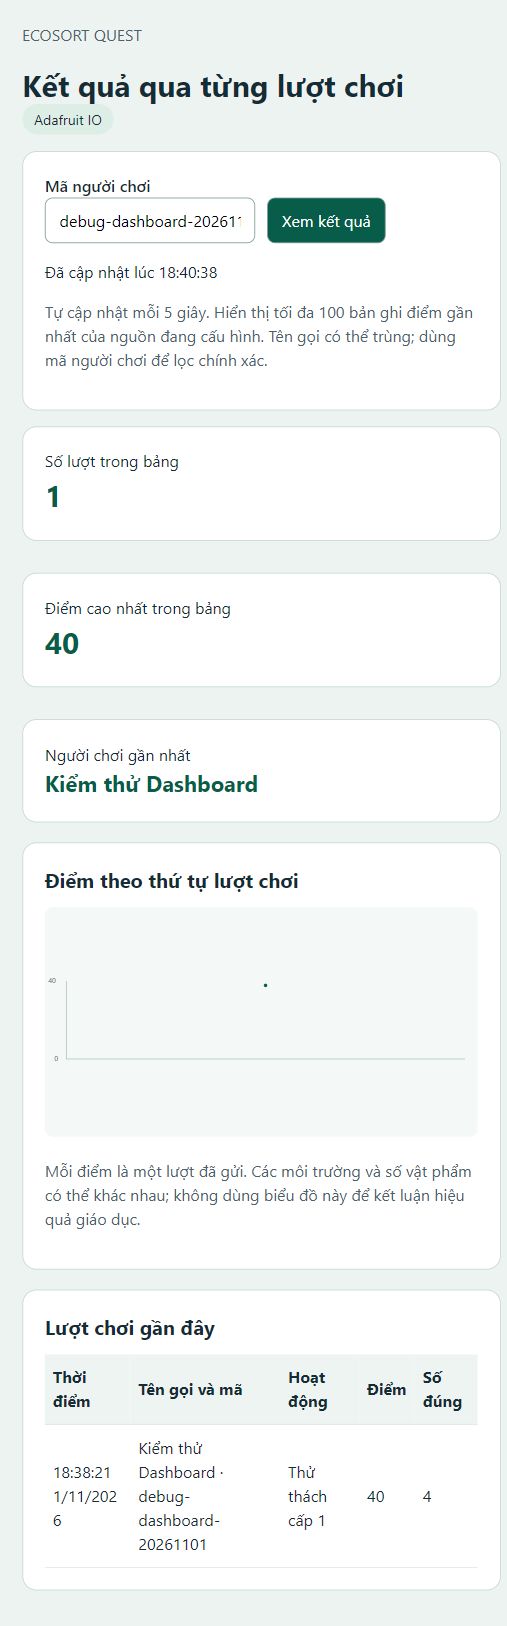 ECOSORT QUEST
Kết quả qua từng lượt chơi
Adafruit IO
Mã người chơi
debug-dashboard-20261
Xem kết quả
Đã cập nhật lúc 18:40:38
Tự cập nhật mỗi 5 giây. Hiển thị tối đa 100 bản ghi điểm gần
nhất của nguồn đang cấu hình. Tên gọi có thể trùng; dùng
mã người chơi để lọc chính xác.
Số lượt trong bảng
1
Điểm cao nhất trong bảng
40
Người chơi gần nhất
Kiểm thử Dashboard
Điểm theo thứ tự lượt chơi
40
0
Mỗi điểm là một lượt đã gửi. Các môi trường và số vật phẩm
có thể khác nhau; không dùng biểu đồ này để kết luận hiệu
quả giáo dục.
Lượt chơi gần đây
Thời
điểm
Tên gọi và mã
Hoạt
động
Điểm
Số
đúng
18:38:21
1/11/202
6
Kiểm thử
Dashboard ·
debug-
dashboard-
20261101
Thử
thách
cấp 1
40
4